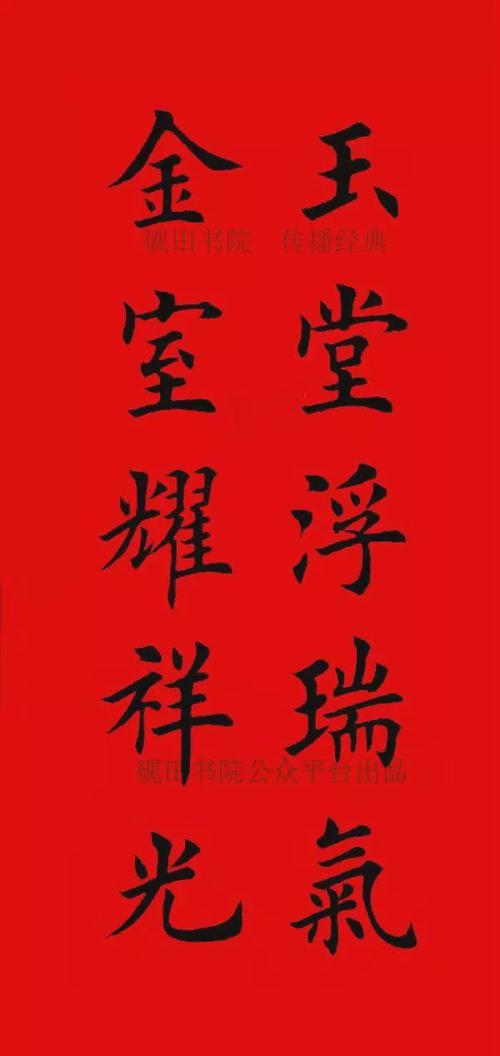 玉堂浮瑞氣
金室耀祥光
砚田书院 传播经典
砚田书院公众平台出品